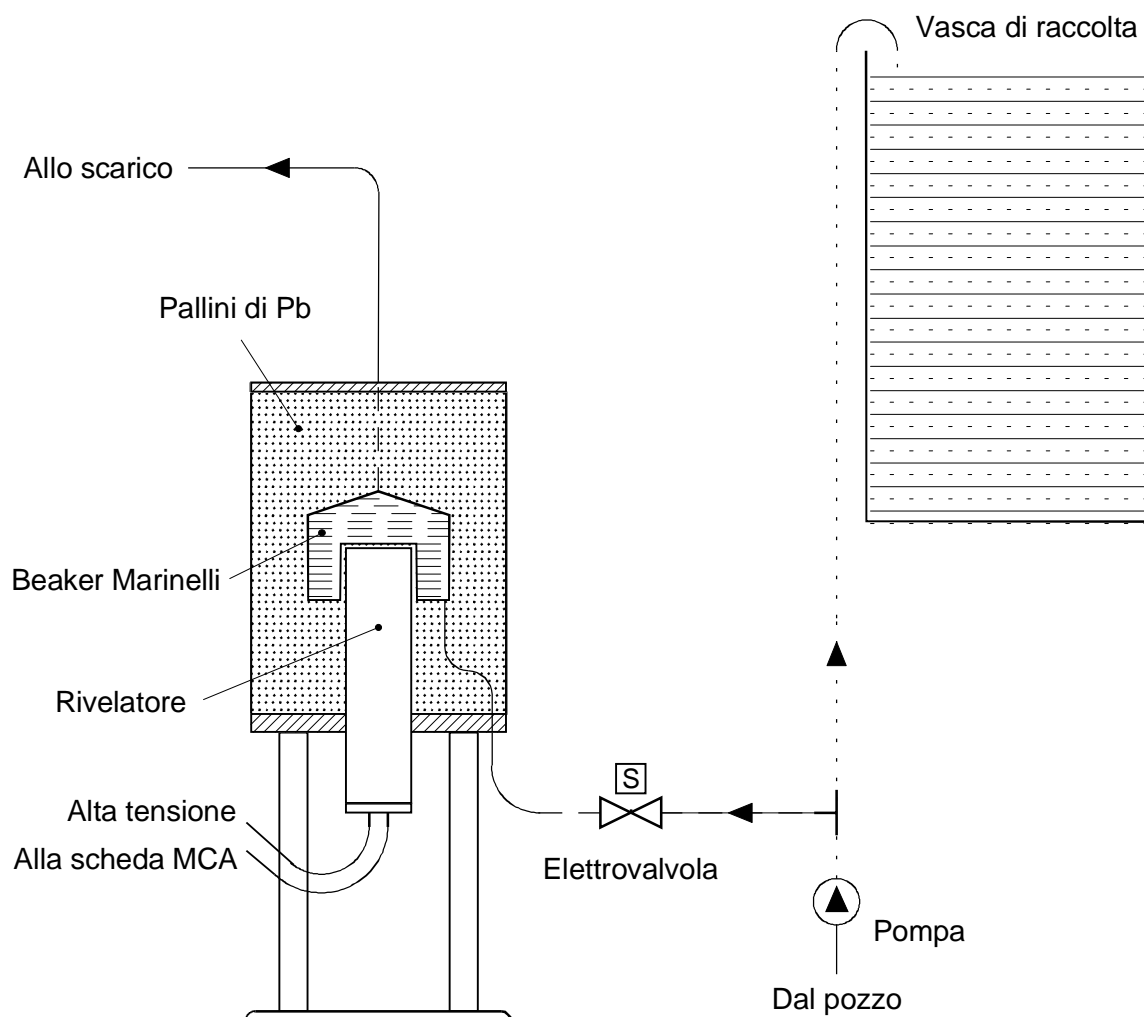 Vasca di raccolta
Allo scarico
Pallini di Pb
Beaker Marinelli
Rivelatore
S
Alta tensione
Alla scheda MCA
Elettrovalvola
Pompa
Dal pozzo